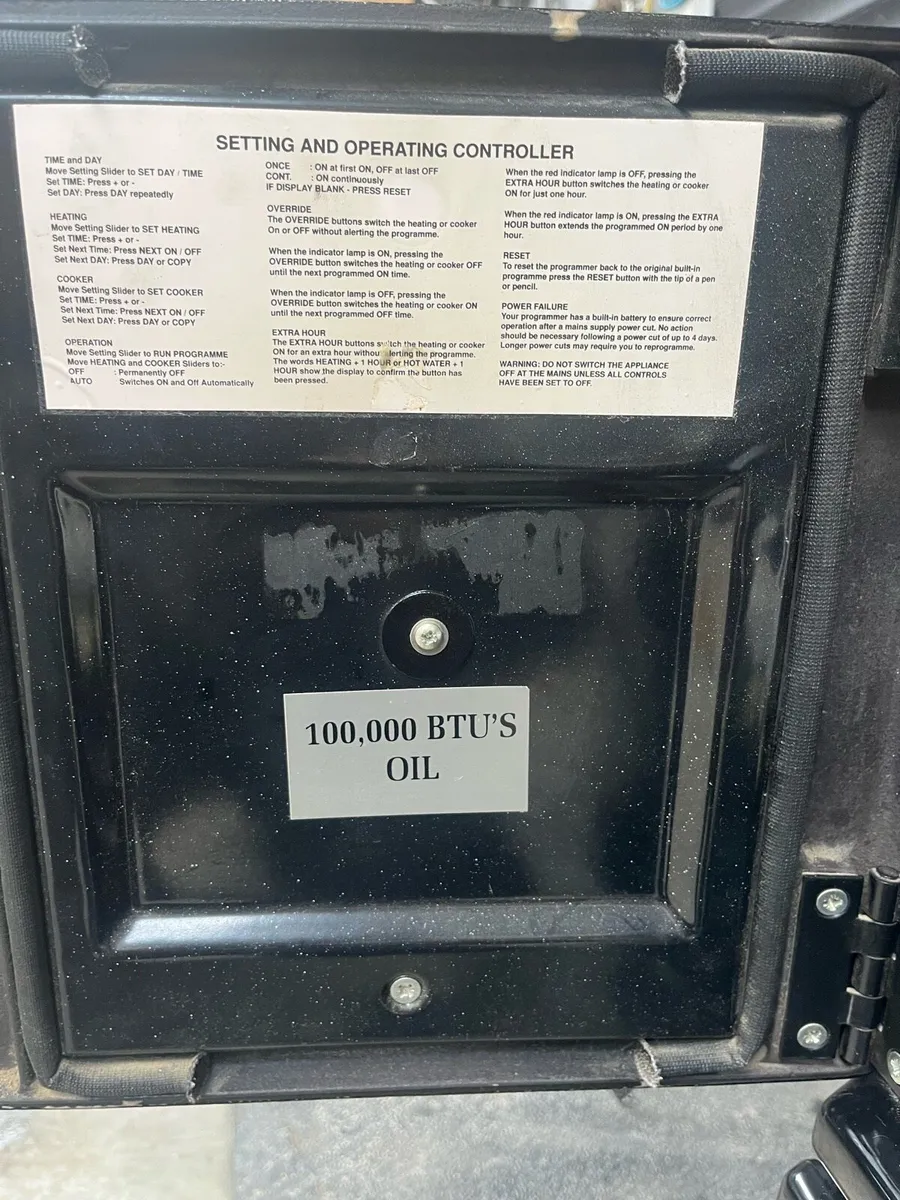 SETTING AND OPERATING CONTROLLER
TIME and DAY
Move Setting Slider to SET DAY / TIME
Set TIME: Press + or -
Set DAY: Press DAY repeatedly
HEATING
Move Setting Slider to SET HEATING
Set TIME: Press + or -
Set Next Time: Press NEXT ON / OFF
Set Next DAY: Press DAY or COPY
COOKER
Move Setting Slider to SET COOKER
Set TIME: Press + or -
Set Next Time: Press NEXT ON / OFF
Set Next DAY: Press DAY or COPY
OPERATION
Move Setting Slider to RUN PROGRAMME
Move HEATING and COOKER Sliders to:-
OFF : Permanently OFF
AUTO Switches ON and Off Automatically
ONCE : ON at first ON, OFF at last OFF
CONT. : ON continuously
IF DISPLAY BLANK - PRESS RESET
OVERRIDE
The OVERRIDE buttons switch the heating or cooker
On or OFF without alerting the programme.
When the indicator lamp is ON, pressing the
OVERRIDE button switches the heating or cooker OFF
until the next programmed ON time.
When the indicator lamp is OFF, pressing the
OVERRIDE button switches the heating or cooker ON
until the next programmed OFF time.
EXTRA HOUR
The EXTRA HOUR buttons switch the heating or cooker
ON for an extra hour without alerting the programme.
The words HEATING + 1 HOUR or HOT WATER + 1
HOUR show the display to confirm the button has
been pressed.
When the red indicator lamp is OFF, pressing the
EXTRA HOUR button switches the heating or cooker
ON for just one hour.
When the red indicator lamp is ON, pressing the EXTRA
HOUR button extends the programmed ON period by one
hour.
RESET
To reset the programmer back to the original built-in
programme press the RESET button with the tip of a pen
or pencil.
POWER FAILURE
Your programmer has a built-in battery to ensure correct
operation after a mains supply power cut. No action
should be necessary following a power cut of up to 4 days.
Longer power cuts may require you to reprogramme.
WARNING: DO NOT SWITCH THE APPLIANCE
OFF AT THE MAINS UNLESS ALL CONTROLS
HAVE BEEN SET TO OFF.
100,000 BTU'S
OIL